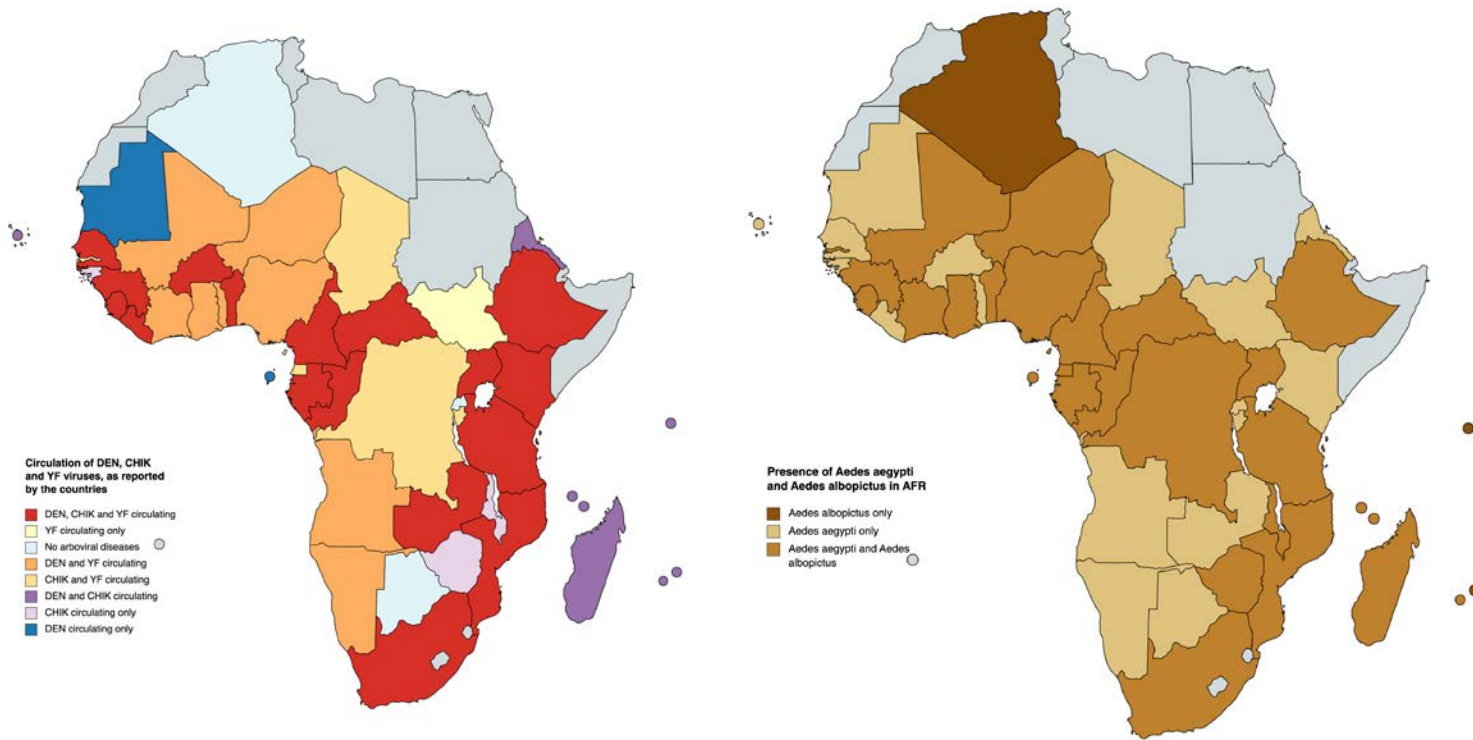 Circulation of DEN, CHIK
and YF viruses, as reported
by the countries
DEN, CHIK and YF circulating
YF circulating only
No arboviral diseases
DEN and YF circulating
CHIK and YF circulating
DEN and CHIK circulating
CHIK circulating only
DEN circulating only
Presence of Aedes aegypti
and Aedes albopictus in AFR
Aedes albopictus only
Aedes aegypti only
Aedes aegypti and Aedes
albopictus